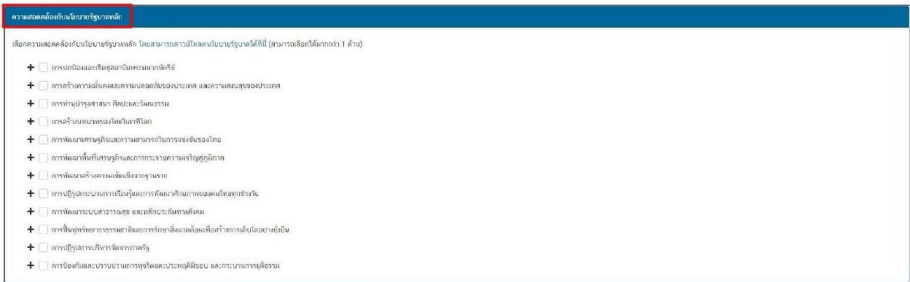 ความสอดคล้องกับนโยบายรัฐบาลหลัก
เลือกความสอดคล้องกับนโยบายรัฐบาลหลัก โดยสามารถดาวน์โหลดนโยบายรัฐบาลได้ที่นี่ (สามารถเลือกได้มากกว่า 1 ด้าน)
+ การปกป้องและเชิดชูสถาบันพระมหากษัตริย์
+ การสร้างความมั่นคงและความปลอดภัยของประเทศ และความสงบสุขของประเทศ
+ การทำนุบำรุงศาสนา ศิลปะและวัฒนธรรม
+ การสร้างบทบาทของไทยในเวทีโลก
+ การพัฒนาเศรษฐกิจและความสามารถในการแข่งขันของไทย
+ การพัฒนาพื้นที่เศรษฐกิจและการกระจายความเจริญสู่ภูมิภาค
+ การพัฒนาสร้างความเข้มแข็งจากฐานราก
+ การปฏิรูปกระบวนการเรียนรู้และการพัฒนาศักยภาพของคนไทยทุกช่วงวัย
+ การพัฒนาระบบสาธารณสุข และหลักประกันทางสังคม
+ การฟื้นฟูทรัพยากรธรรมชาติและการรักษาสิ่งแวดล้อมเพื่อสร้างการเติบโตอย่างยั่งยืน
+ การปฏิรูปการบริหารจัดการภาครัฐ
+ การป้องกันและปราบปรามการทุจริตและประพฤติมิชอบ และกระบวนการยุติธรรม